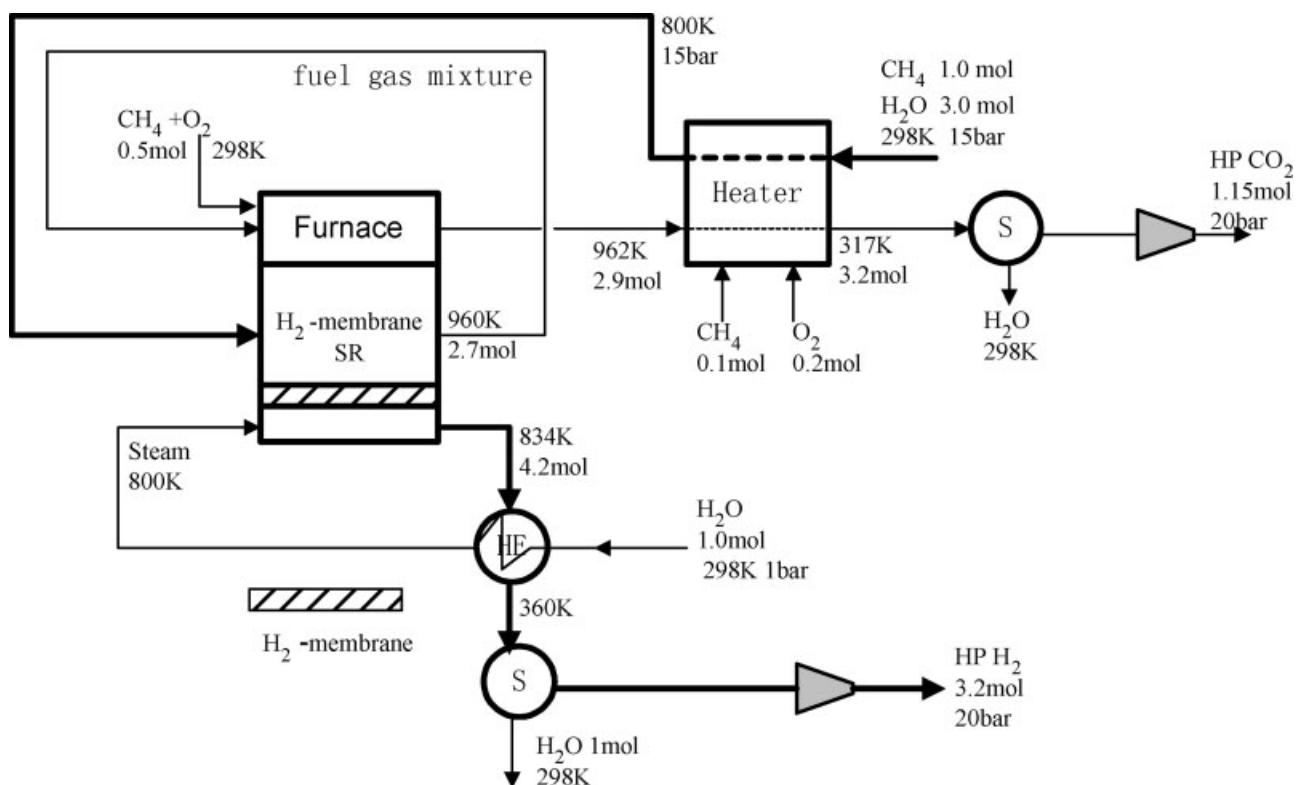 800K
15bar
fuel gas mixture
CH₄ 1.0 mol
H₂O 3.0 mol
298K 15bar
CH₄ +O₂
0.5mol 298K
HP CO₂
1.15mol
20bar
Furnace
Heater
S
962K
2.9mol
317K
3.2mol
H₂O
298K
H₂ -membrane
SR
960K
2.7mol
CH₄
0.1mol
O₂
0.2mol
Steam
800K
834K
4.2mol
HE
H₂O
1.0mol
298K 1bar
360K
H₂ -membrane
S
HP H₂
3.2mol
20bar
H₂O 1mol
298K